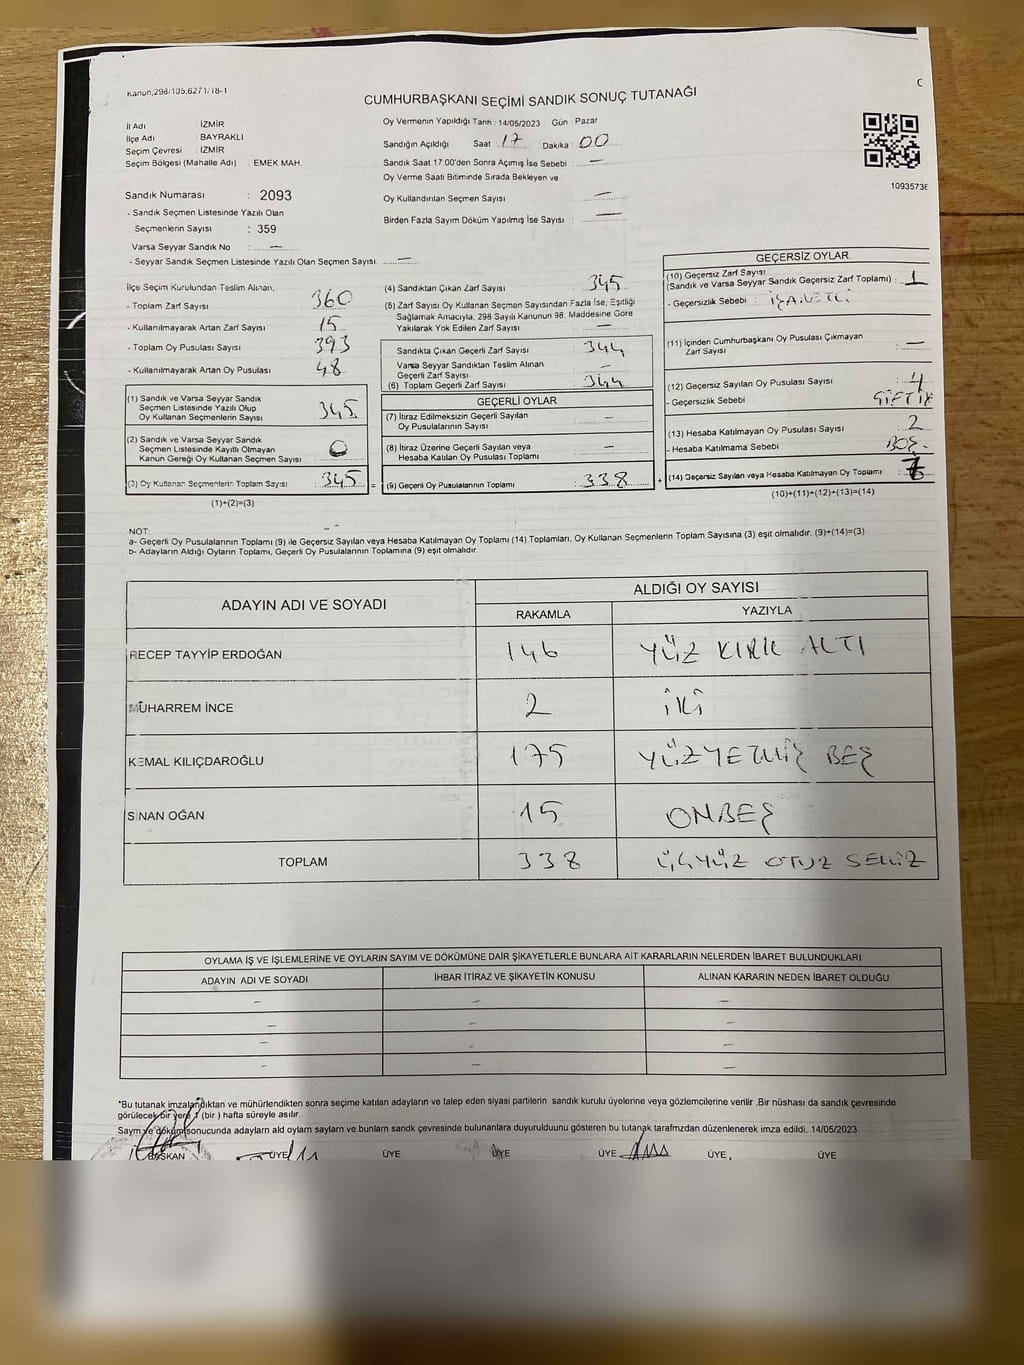 Kanun,298/105,6271/18-1
C
CUMHURBAŞKANI SEÇİMİ SANDIK SONUÇ TUTANAĞI
İl Adı İZMİR
İlçe Adı : BAYRAKLI
Seçim Çevresi : İZMİR
Seçim Bölgesi (Mahalle Adı) : EMEK MAH.
Oy Vermenin Yapıldığı Tarih : 14/05/2023 Gün : Pazar
Sandığın Açıldığı Saat : 17 Dakika : 00
Sandık Saat 17:00'den Sonra Açımış İse Sebebi : —
Oy Verme Saati Bitiminde Sırada Bekleyen ve
Oy Kullandırılan Seçmen Sayısı : —
Birden Fazla Sayım Döküm Yapılmış İse Sayısı : —
1093573
Sandık Numarası : 2093
- Sandık Seçmen Listesinde Yazılı Olan
Seçmenlerin Sayısı : 359
Varsa Seyyar Sandık No : —
- Seyyar Sandık Seçmen Listesinde Yazılı Olan Seçmen Sayısı: —
İlçe Seçim Kurulundan Teslim Alınan;
- Toplam Zarf Sayısı 360
- Kullanılmayarak Artan Zarf Sayısı 15
- Toplam Oy Pusulası Sayısı 393
- Kullanılmayarak Artan Oy Pusulası 48
(1) Sandık ve Varsa Seyyar Sandık
Seçmen Listesinde Yazılı Olup
Oy Kullanan Seçmenlerin Sayısı : 345
(2) Sandık ve Varsa Seyyar Sandık
Seçmen Listesinde Kayıtlı Olmayan
Kanun Gereği Oy Kullanan Seçmen Sayısı : 0
(3) Oy Kullanan Seçmenlerin Toplam Sayısı : 345
(1)+(2)=(3)
(4) Sandıktan Çıkan Zarf Sayısı : 345
(5) Zarf Sayısı Oy Kullanan Seçmen Sayısından Fazla İse, Eşitliği
Sağlamak Amacıyla, 298 Sayılı Kanunun 98. Maddesine Göre
Yakılarak Yok Edilen Zarf Sayısı : —
Sandıkta Çıkan Geçerli Zarf Sayısı : 344
Varsa Seyyar Sandıktan Teslim Alınan
Geçerli Zarf Sayısı : —
(6) Toplam Geçerli Zarf Sayısı : 344
GEÇERLİ OYLAR
(7) İtiraz Edilmeksizin Geçerli Sayılan
Oy Pusulalarının Sayısı : —
(8) İtiraz Üzerine Geçerli Sayılan veya
Hesaba Katılan Oy Pusulası Toplamı : —
= (9) Geçerli Oy Pusulalarının Toplamı : 338
GEÇERSİZ OYLAR
(10) Geçersiz Zarf Sayısı
(Sandık ve Varsa Seyyar Sandık Geçersiz Zarf Toplamı) : 1
- Geçersizlik Sebebi : İŞARETLİ
(11) İçinden Cumhurbaşkanı Oy Pusulası Çıkmayan
Zarf Sayısı : —
(12) Geçersiz Sayılan Oy Pusulası Sayısı : 4
- Geçersizlik Sebebi ÇİFTİK
(13) Hesaba Katılmayan Oy Pusulası Sayısı 2
- Hesaba Katılmama Sebebi BOŞ.
+ (14) Geçersiz Sayılan veya Hesaba Katılmayan Oy Toplamı : 7
(10)+(11)+(12)+(13)=(14)
NOT:
a- Geçerli Oy Pusulalarının Toplamı (9) ile Geçersiz Sayılan veya Hesaba Katılmayan Oy Toplamı (14) Toplamları, Oy Kullanan Seçmenlerin Toplam Sayısına (3) eşit olmalıdır. (9)+(14)=(3)
b- Adayların Aldığı Oyların Toplamı, Geçerli Oy Pusulalarının Toplamına (9) eşit olmalıdır.
ADAYIN ADI VE SOYADI
ALDIĞI OY SAYISI
RAKAMLA YAZIYLA
RECEP TAYYİP ERDOĞAN 146 YÜZ KIRK ALTI
MUHARREM İNCE 2 İKİ
KEMAL KILIÇDAROĞLU 175 YÜZYETMİŞ BEŞ
SİNAN OĞAN 15 ONBEŞ
TOPLAM 338 ÜÇYÜZ OTUZ SEKİZ
OYLAMA İŞ VE İŞLEMLERİNE VE OYLARIN SAYIM VE DÖKÜMÜNE DAİR ŞİKAYETLERLE BUNLARA AİT KARARLARIN NELERDEN İBARET BULUNDUKLARI
ADAYIN ADI VE SOYADI İHBAR İTİRAZ VE ŞİKAYETİN KONUSU ALINAN KARARIN NEDEN İBARET OLDUĞU
— — —
— — —
— — —
— — —
*Bu tutanak imzalandıktan ve mühürlendikten sonra seçime katılan adayların ve talep eden siyasi partilerin sandık kurulu üyelerine veya gözlemcilerine verilir .Bir nüshası da sandık çevresinde
görülecek bir yere 1 (bir ) hafta süreyle asılır.
Sayım ve döküm sonucunda adayların ald oyların sayları ve bunların sandk çevresinde bulunanlara duyurulduunu gösteren bu tutanak tarafmzdan düzenlenerek imza edildi. 14/05/2023
BAŞKAN ÜYE ÜYE ÜYE ÜYE ÜYE ÜYE